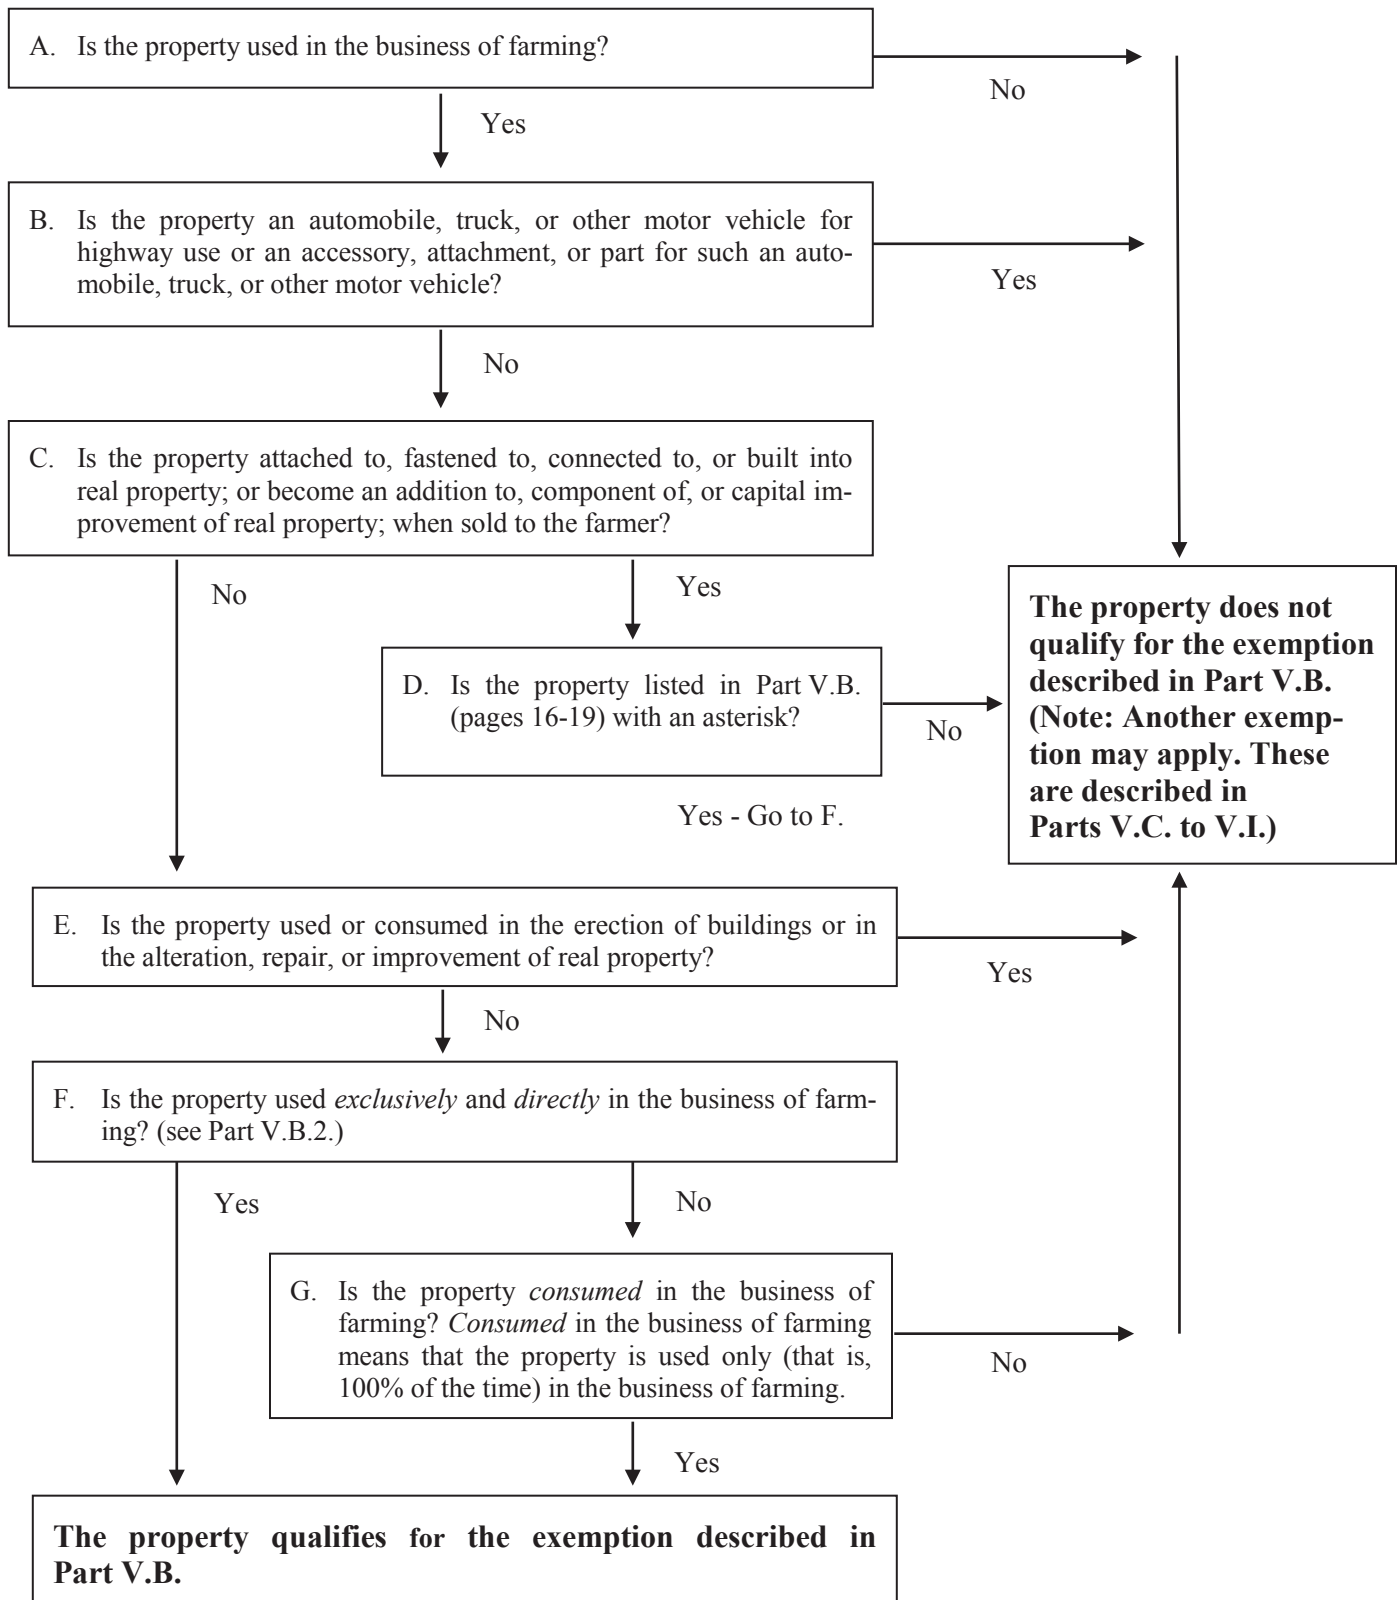 A. Is the property used in the business of farming?
No
Yes
B. Is the property an automobile, truck, or other motor vehicle for
highway use or an accessory, attachment, or part for such an auto-
mobile, truck, or other motor vehicle?
Yes
No
C. Is the property attached to, fastened to, connected to, or built into
real property; or become an addition to, component of, or capital im-
provement of real property; when sold to the farmer?
No
Yes
D. Is the property listed in Part V.B.
(pages 16-19) with an asterisk?
No
Yes - Go to F.
The property does not
qualify for the exemption
described in Part V.B.
(Note: Another exemp-
tion may apply. These
are described in
Parts V.C. to V.I.)
E. Is the property used or consumed in the erection of buildings or in
the alteration, repair, or improvement of real property?
Yes
No
F. Is the property used exclusively and directly in the business of farm-
ing? (see Part V.B.2.)
Yes
No
G. Is the property consumed in the business of
farming? Consumed in the business of farming
means that the property is used only (that is,
100% of the time) in the business of farming.
No
Yes
The property qualifies for the exemption described in
Part V.B.